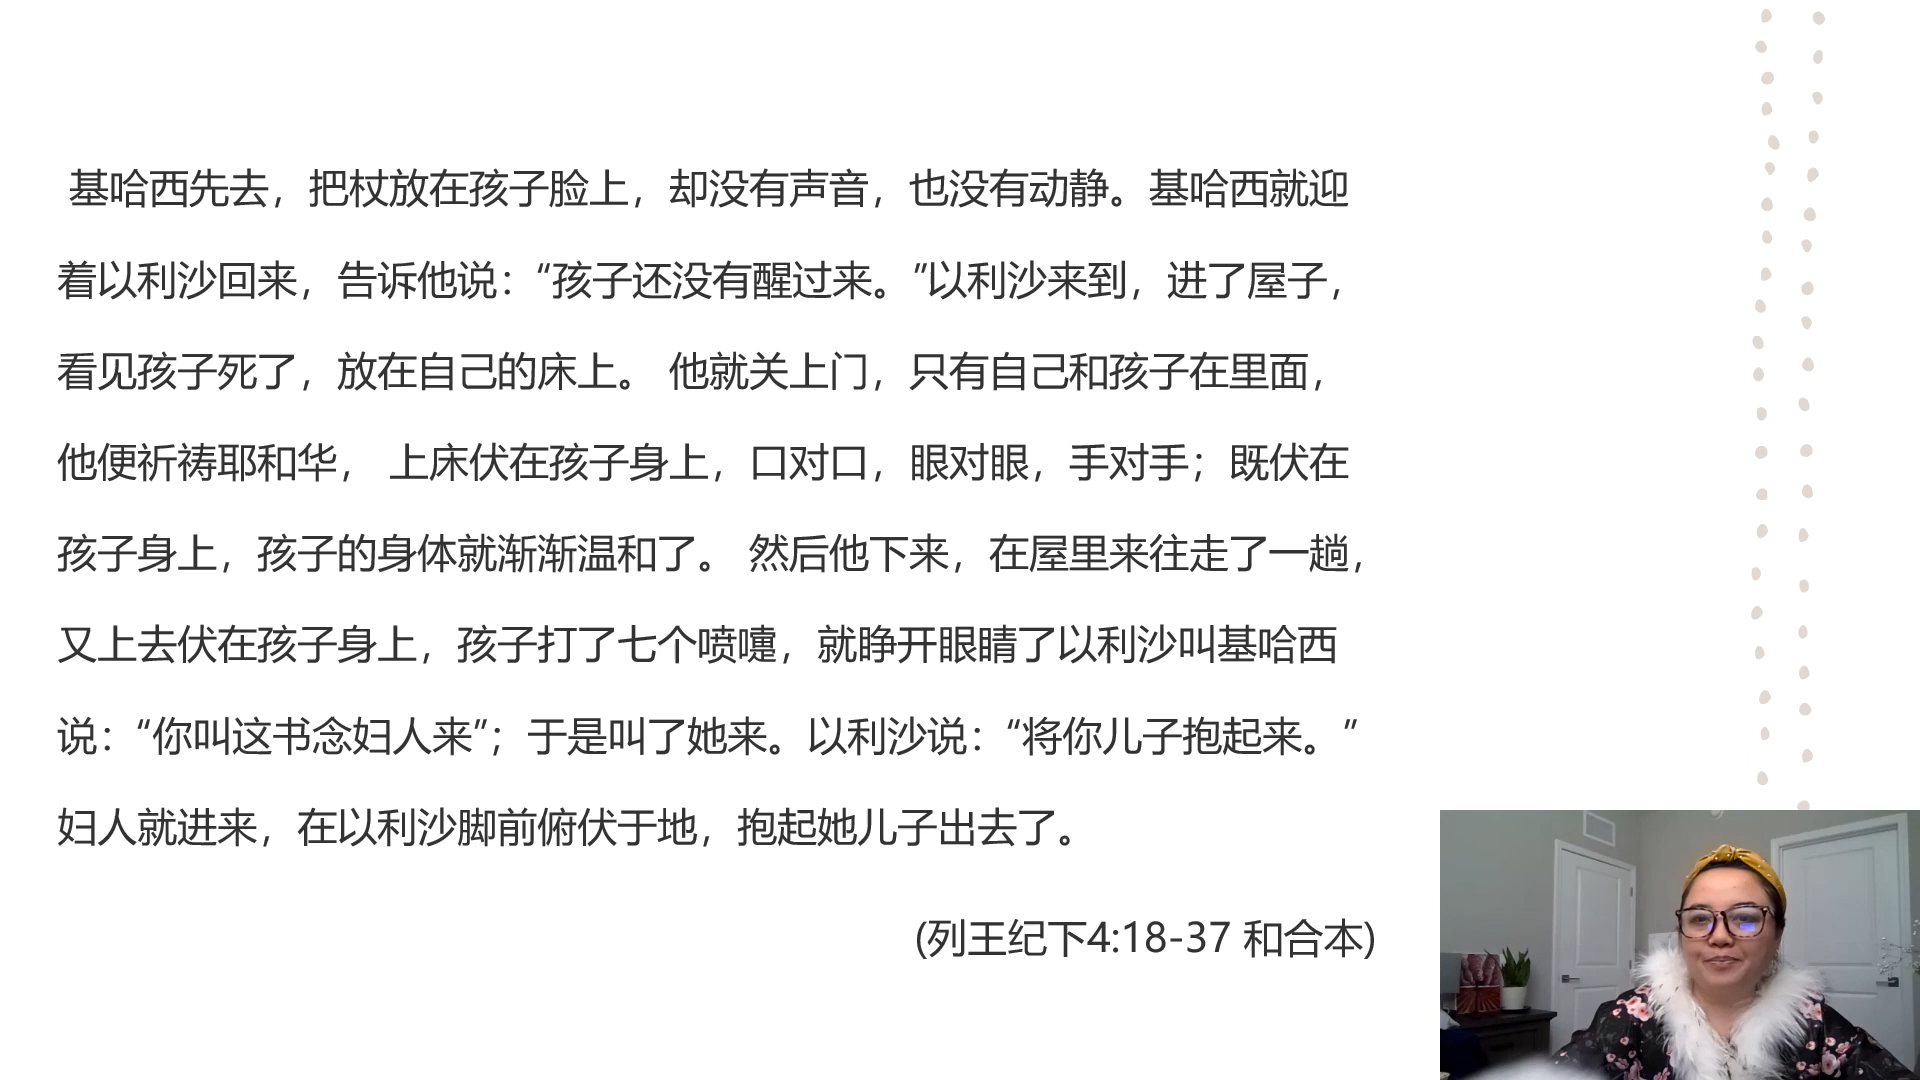 基哈西先去，把杖放在孩子脸上，却没有声音，也没有动静。基哈西就迎
着以利沙回来，告诉他说：“孩子还没有醒过来。”以利沙来到，进了屋子，
看见孩子死了，放在自己的床上。 他就关上门，只有自己和孩子在里面，
他便祈祷耶和华， 上床伏在孩子身上，口对口，眼对眼，手对手；既伏在
孩子身上，孩子的身体就渐渐温和了。 然后他下来，在屋里来往走了一趟，
又上去伏在孩子身上，孩子打了七个喷嚏，就睁开眼睛了以利沙叫基哈西
说：“你叫这书念妇人来”；于是叫了她来。以利沙说：“将你儿子抱起来。”
妇人就进来，在以利沙脚前俯伏于地，抱起她儿子出去了。
(列王纪下4:18-37 和合本)